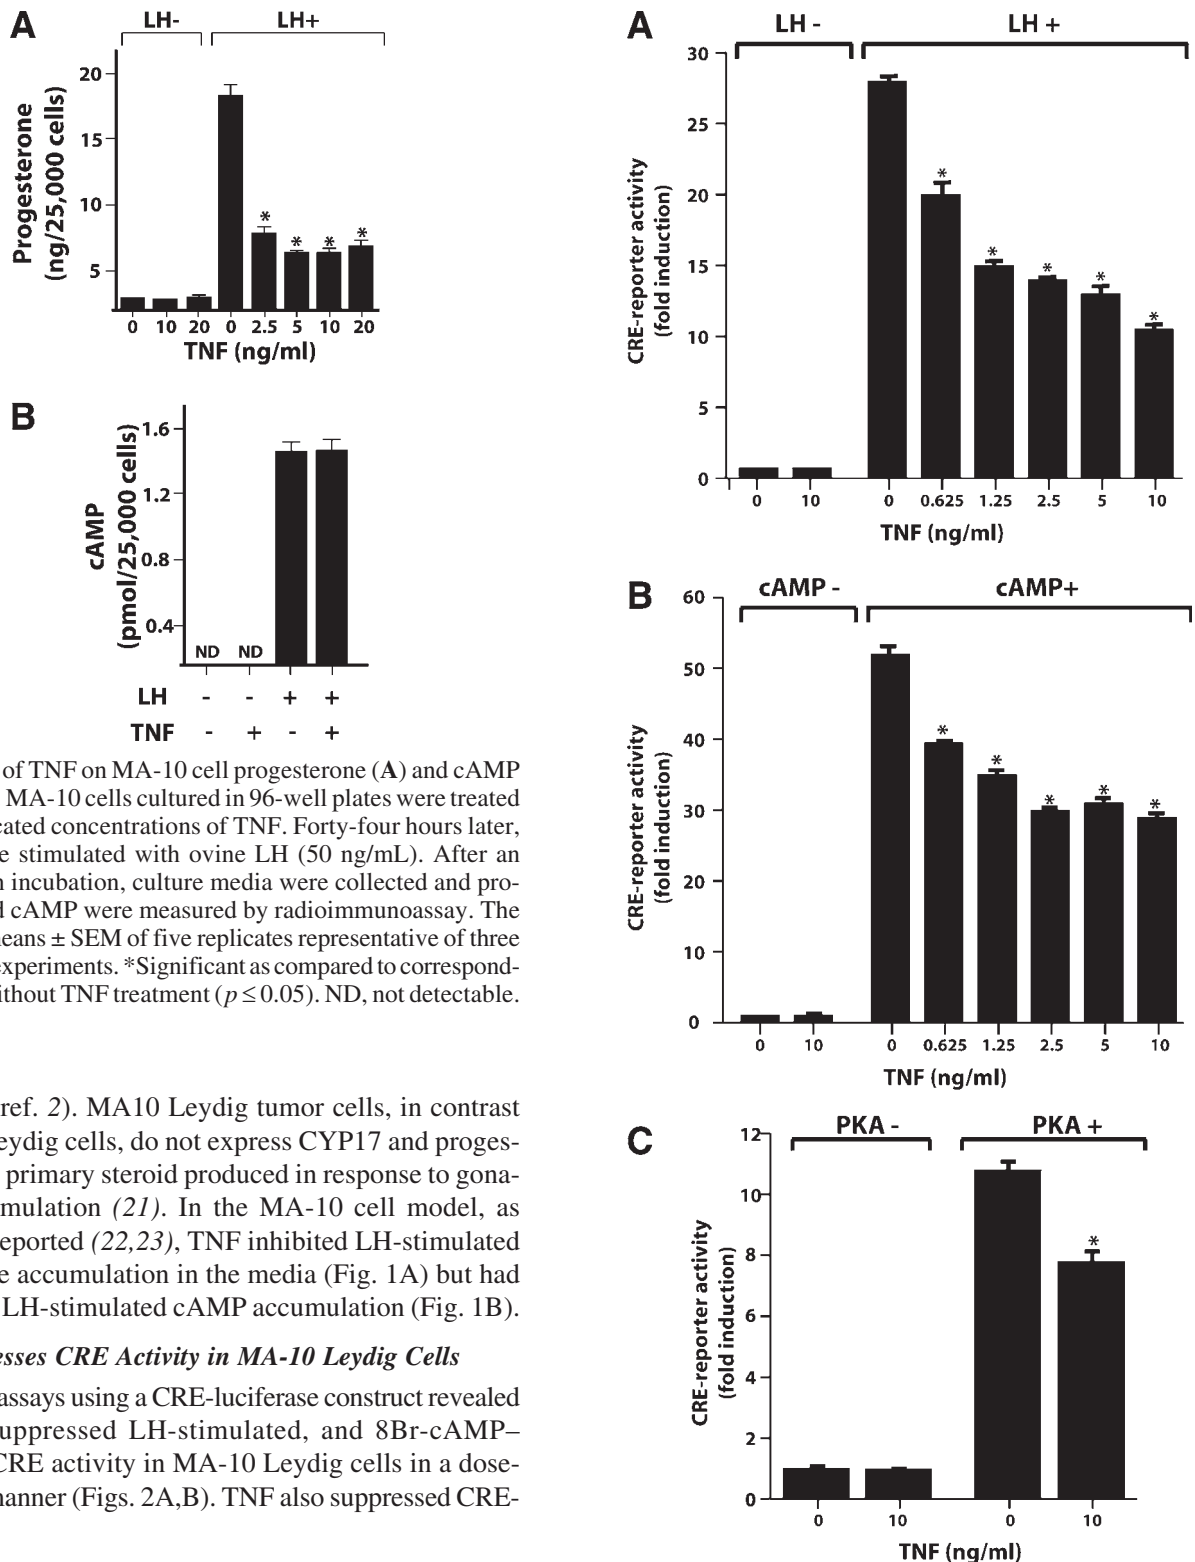 A
LH-
LH+
Progesterone
(ng/25,000 cells)
20
15
10
5
*
*
*
*
0 10 20 0 2.5 5 10 20
TNF (ng/ml)
B
cAMP
(pmol/25,000 cells)
1.6
1.2
0.8
0.4
ND ND
LH - - + +
TNF - + - +
of TNF on MA-10 cell progesterone (A) and cAMP
MA-10 cells cultured in 96-well plates were treated
cated concentrations of TNF. Forty-four hours later,
e stimulated with ovine LH (50 ng/mL). After an
n incubation, culture media were collected and pro-
d cAMP were measured by radioimmunoassay. The
neans ± SEM of five replicates representative of three
experiments. *Significant as compared to correspond-
vithout TNF treatment (p ≤ 0.05). ND, not detectable.
ref. 2). MA10 Leydig tumor cells, in contrast
eydig cells, do not express CYP17 and proges-
primary steroid produced in response to gona-
mulation (21). In the MA-10 cell model, as
eported (22,23), TNF inhibited LH-stimulated
e accumulation in the media (Fig. 1A) but had
LH-stimulated cAMP accumulation (Fig. 1B).
esses CRE Activity in MA-10 Leydig Cells
assays using a CRE-luciferase construct revealed
uppressed LH-stimulated, and 8Br-cAMP–
CRE activity in MA-10 Leydig cells in a dose-
nanner (Figs. 2A,B). TNF also suppressed CRE-
A
LH -
LH +
CRE-reporter activity
(fold induction)
30
25
20
15
10
5
0
*
*
*
*
*
0 10 0 0.625 1.25 2.5 5 10
TNF (ng/ml)
B
cAMP -
cAMP+
CRE-reporter activity
(fold induction)
60
50
40
30
20
10
0
*
*
*
*
*
0 10 0 0.625 1.25 2.5 5 10
TNF (ng/ml)
C
PKA -
PKA +
CRE-reporter activity
(fold induction)
12
10
8
6
4
2
0
*
0 10 0 10
TNF (ng/ml)